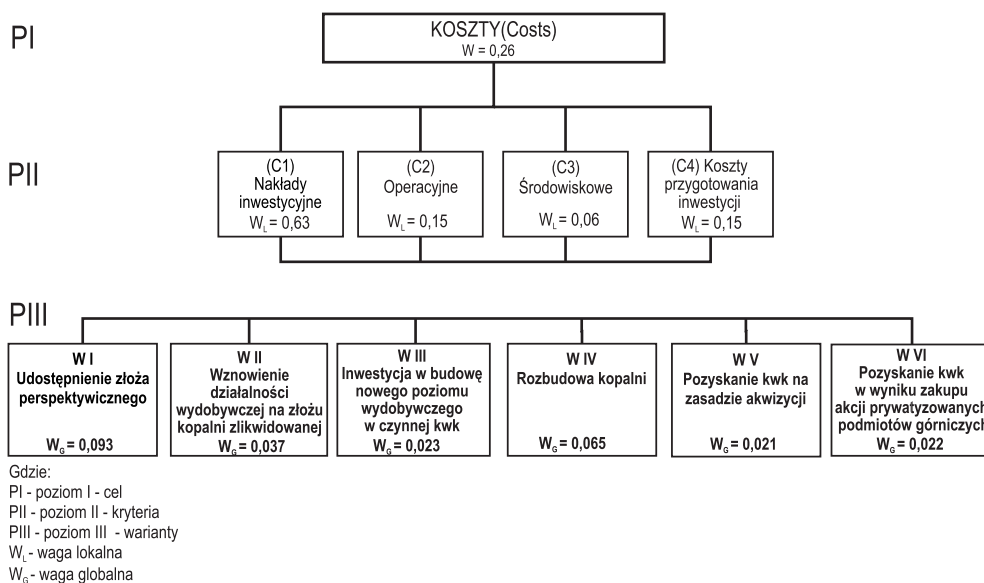 PI
KOSZTY(Costs)
W = 0,26
PII
(C1)
Nakłady
inwestycyjne
W_L = 0,63
(C2)
Operacyjne
W_L = 0,15
(C3)
Środowiskowe
W_L = 0,06
(C4) Koszty
przygotowania
inwestycji
W_L = 0,15
PIII
W I
Udostępnienie złoża
perspektywicznego
W_G = 0,093
W II
Wznowienie
działalności
wydobywczej na złożu
kopalni zlikwidowanej
W_G = 0,037
W III
Inwestycja w budowę
nowego poziomu
wydobywczego
w czynnej kwk
W_G = 0,023
W IV
Rozbudowa kopalni
W_G = 0,065
W V
Pozyskanie kwk na
zasadzie akwizycji
W_G = 0,021
W VI
Pozyskanie kwk
w wyniku zakupu
akcji prywatyzowanych
podmiotów górniczych
W_G = 0,022
Gdzie:
PI - poziom I - cel
PII - poziom II - kryteria
PIII - poziom III - warianty
W_L - waga lokalna
W_G - waga globalna